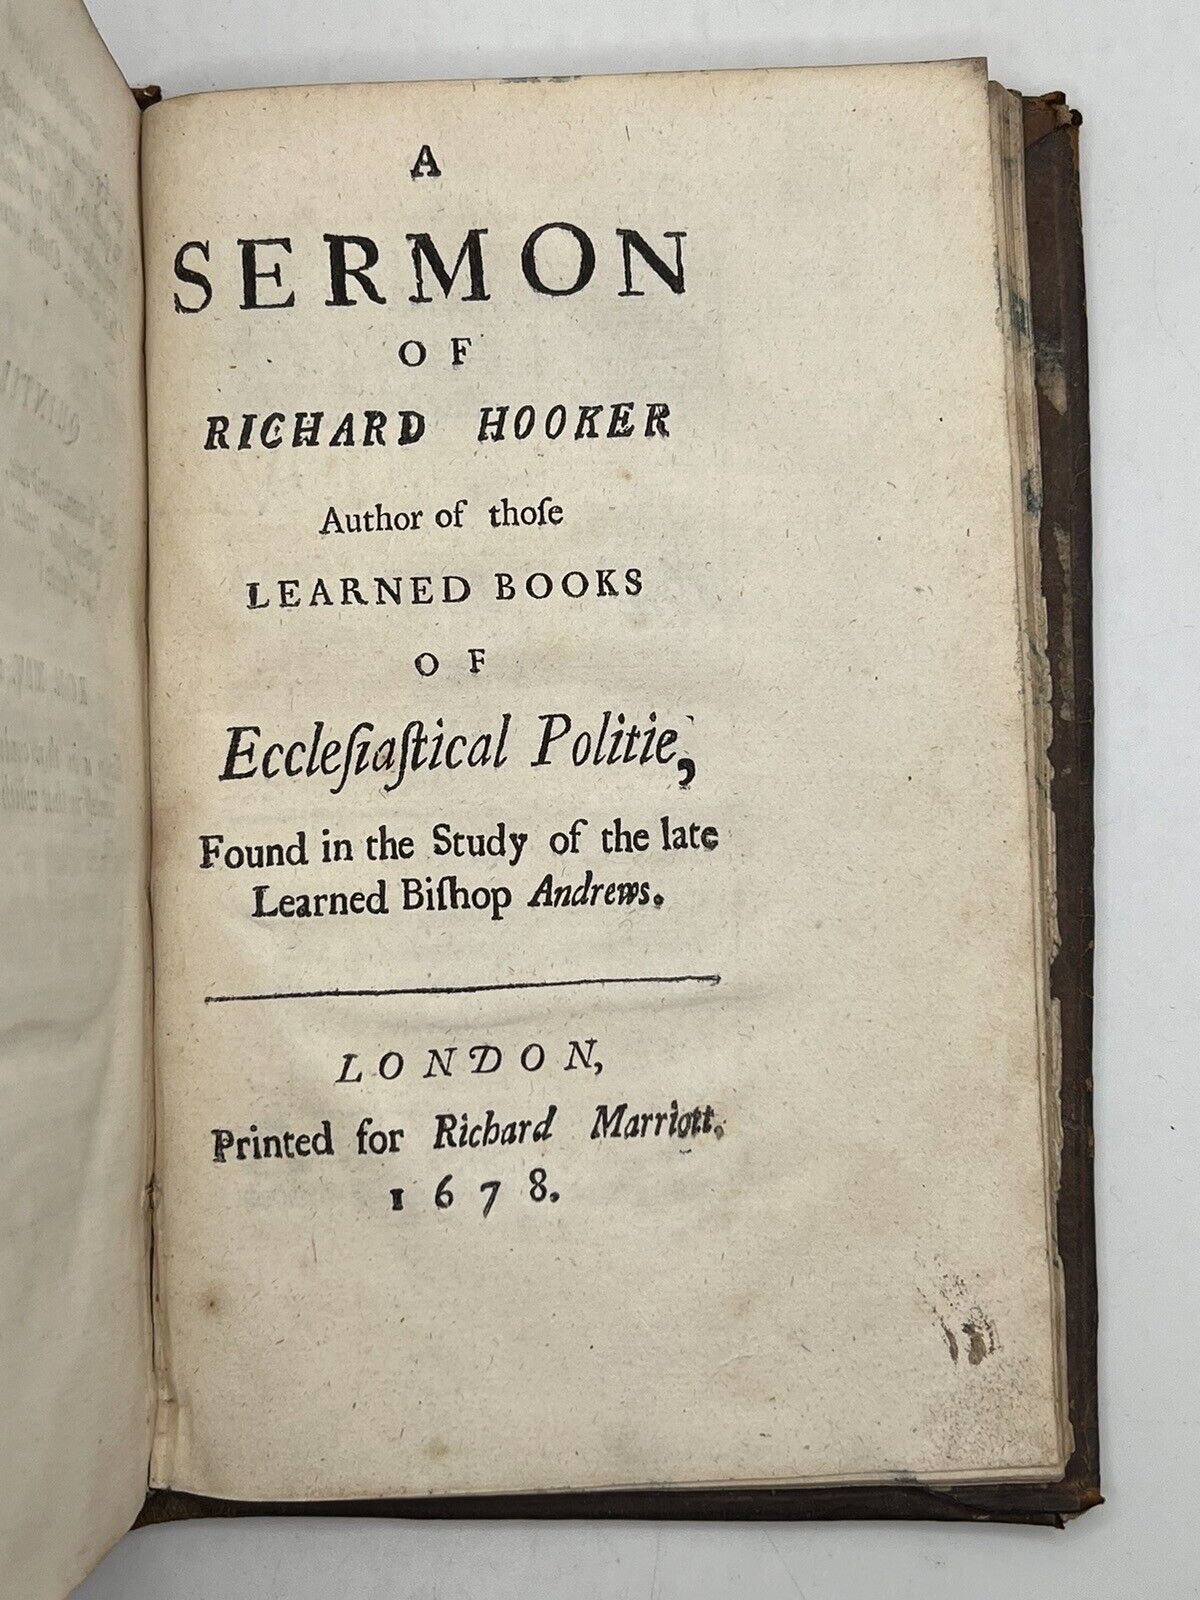 A
SERMON
OF
RICHARD HOOKER
Author of thoſe
LEARNED BOOKS
OF
Eccleſiaſtical Politie,
Found in the Study of the late
Learned Biſhop Andrews.
LONDON,
Printed for Richard Marriott.
1678.